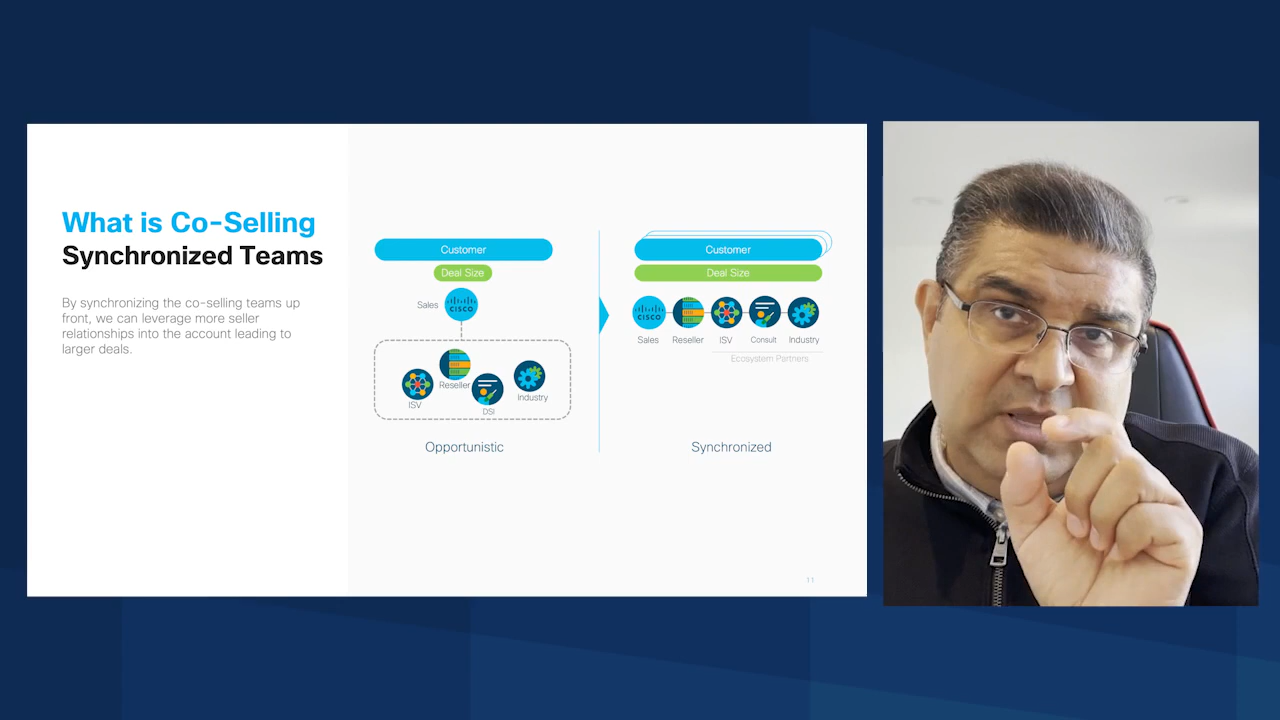 What is Co-Selling
Synchronized Teams
By synchronizing the co-selling teams up
front, we can leverage more seller
relationships into the account leading to
larger deals.
Customer
Deal Size
Sales
CISCO
Reseller
ISV
DSI
Industry
Opportunistic
Customer
Deal Size
CISCO
Sales
Reseller
ISV
Consult
Industry
Ecosystem Partners
Synchronized
11